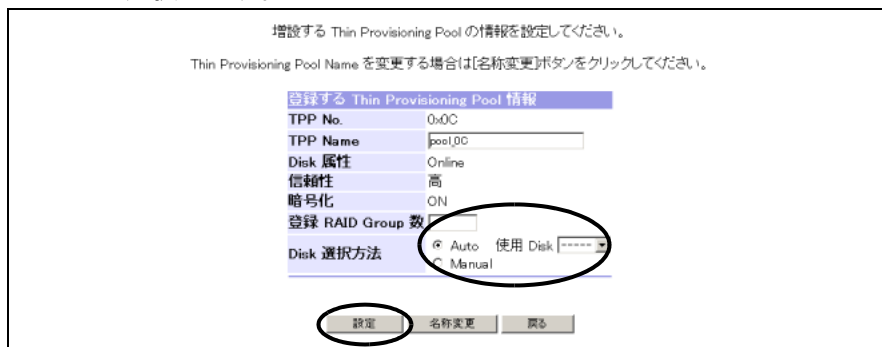 増設する Thin Provisioning Pool の情報を設定してください。
Thin Provisioning Pool Name を変更する場合は[名称変更]ボタンをクリックしてください。
登録する Thin Provisioning Pool 情報
TPP No. 0x0C
TPP Name pool_0C
Disk 属性 Online
信頼性 高
暗号化 ON
登録 RAID Group 数
Disk 選択方法 Auto 使用 Disk -----
Manual
設定 名称変更 戻る